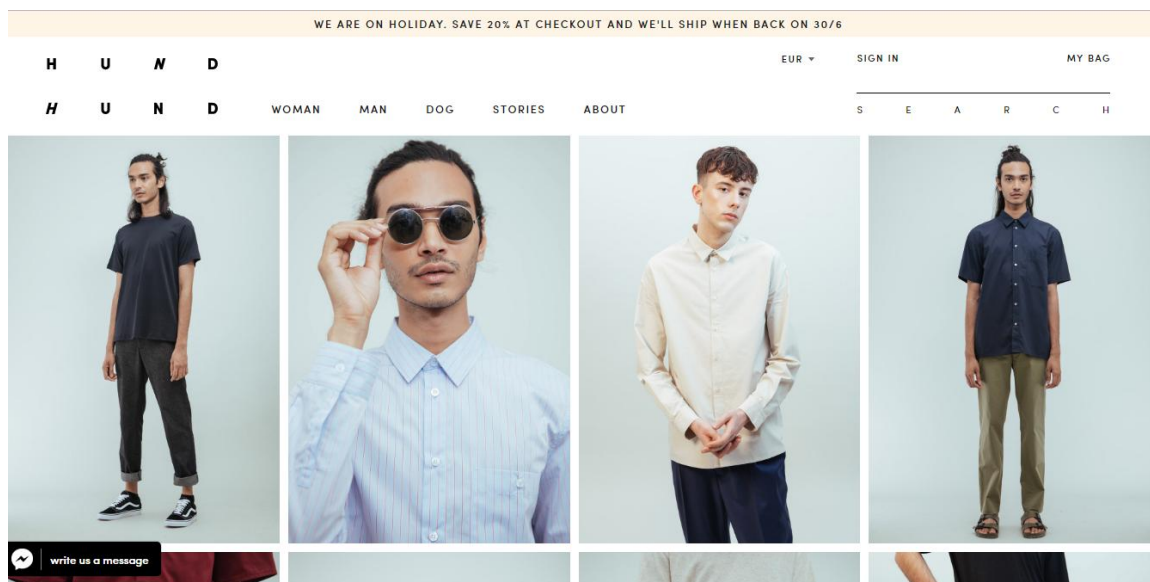 WE ARE ON HOLIDAY. SAVE 20% AT CHECKOUT AND WE'LL SHIP WHEN BACK ON 30/6
H U N D
EUR
SIGN IN
MY BAG
H U N D
WOMAN
MAN
DOG
STORIES
ABOUT
S E A R C H
write us a message